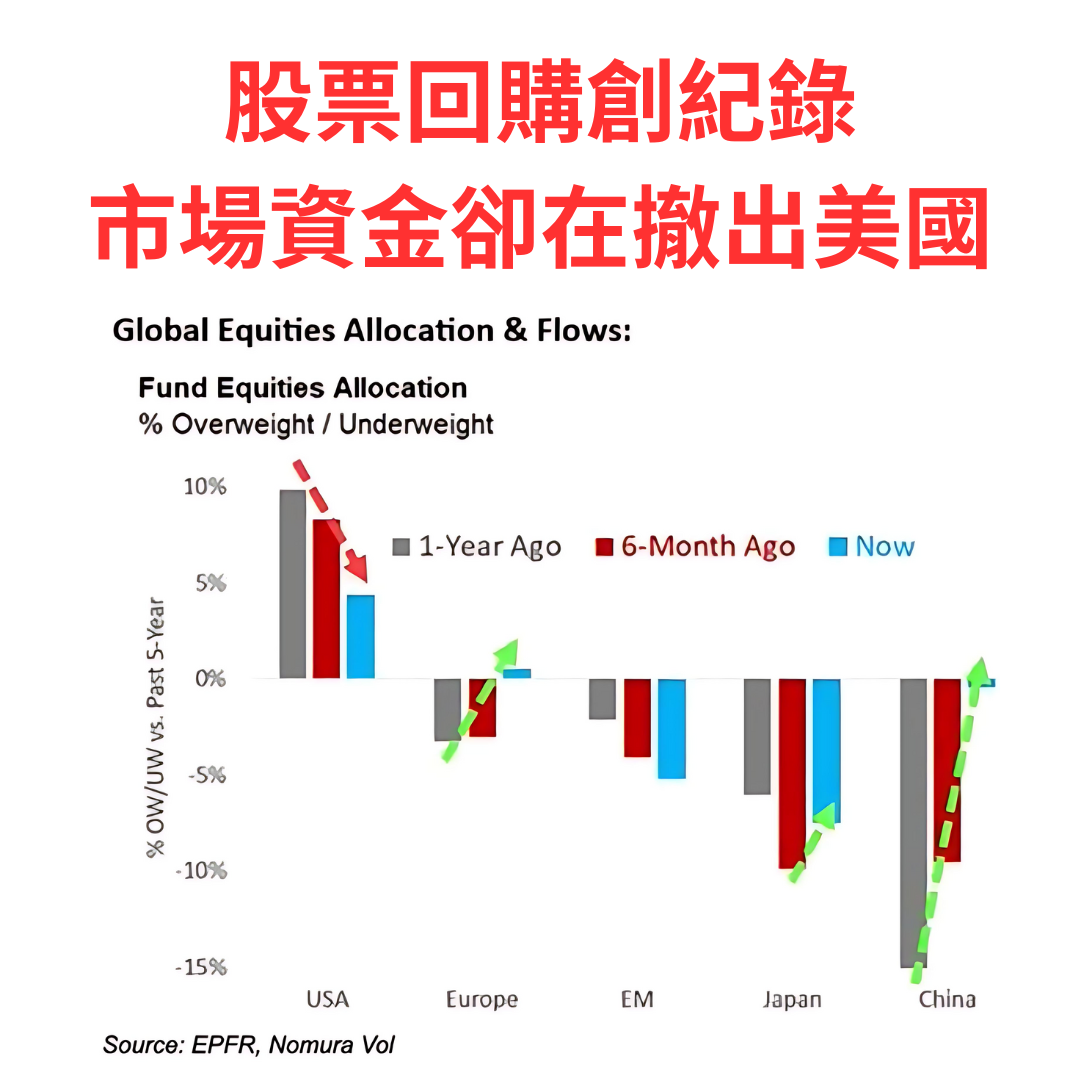 股票回購創紀錄
市場資金卻在撤出美國
Global Equities Allocation & Flows:
Fund Equities Allocation
% Overweight / Underweight
% OW/UW vs. Past 5-Year
10%
5%
0%
-5%
-10%
-15%
1-Year Ago 6-Month Ago Now
USA Europe EM Japan China
Source: EPFR, Nomura Vol